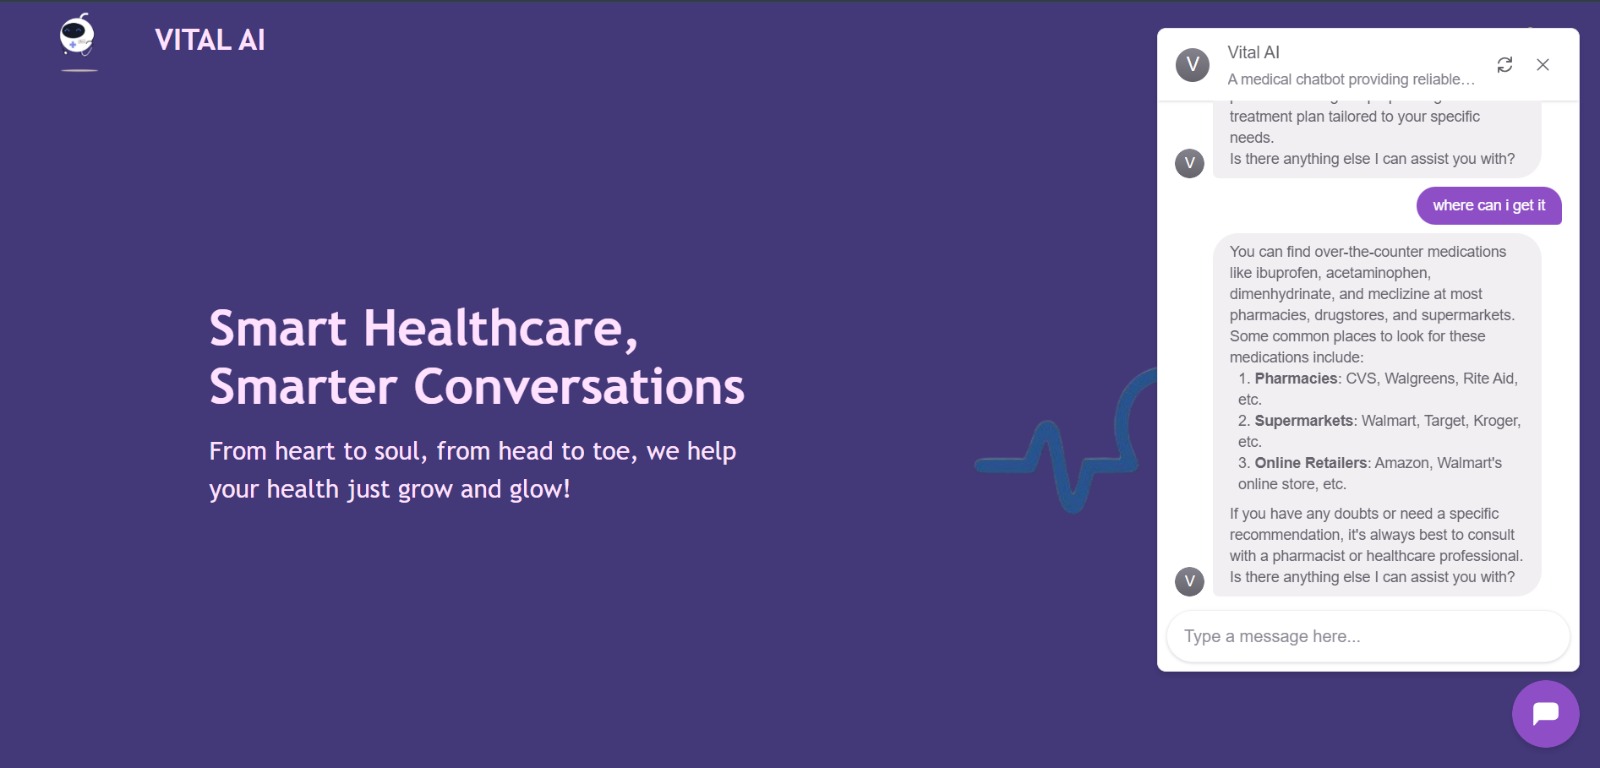 VITAL AI
Smart Healthcare,
Smarter Conversations
From heart to soul, from head to toe, we help
your health just grow and glow!
V
Vital AI
A medical chatbot providing reliable...
treatment plan tailored to your specific
needs.
Is there anything else I can assist you with?
V
where can i get it
You can find over-the-counter medications
like ibuprofen, acetaminophen,
dimenhydrinate, and meclizine at most
pharmacies, drugstores, and supermarkets.
Some common places to look for these
medications include:
1. Pharmacies: CVS, Walgreens, Rite Aid,
etc.
2. Supermarkets: Walmart, Target, Kroger,
etc.
3. Online Retailers: Amazon, Walmart's
online store, etc.
If you have any doubts or need a specific
recommendation, it's always best to consult
with a pharmacist or healthcare professional.
Is there anything else I can assist you with?
V
Type a message here...